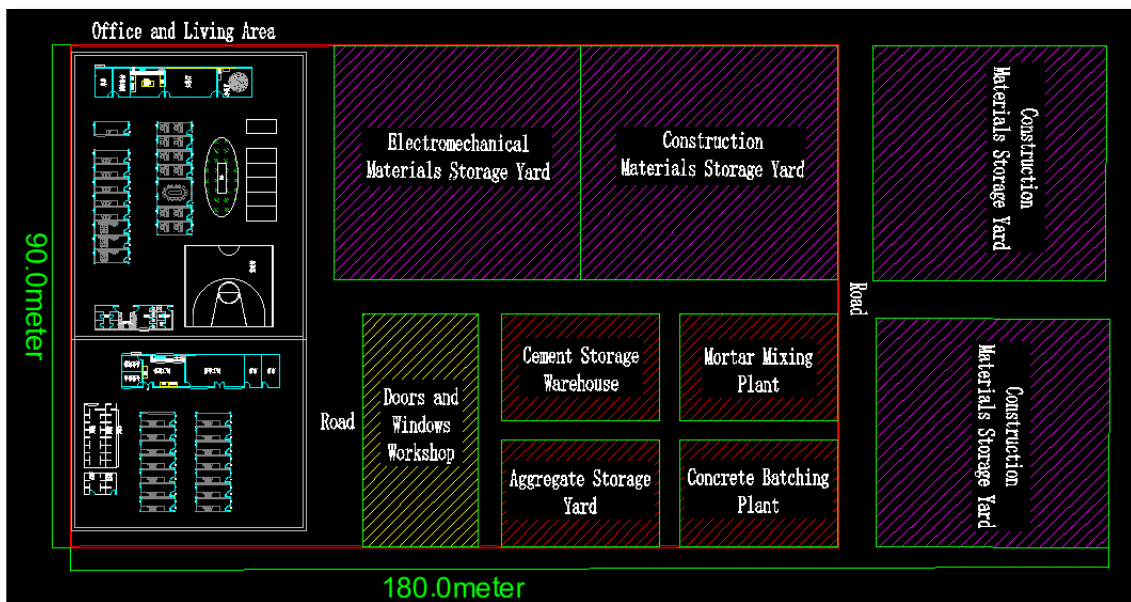 Office and Living Area
Electromechanical
Materials Storage Yard
Construction
Materials Storage Yard
Construction
Materials Storage Yard
90.0meter
Road
Cement Storage
Warehouse
Mortar Mixing
Plant
Doors and
Windows
Workshop
Road
Aggregate Storage
Yard
Concrete Batching
Plant
Construction
Materials Storage Yard
180.0meter